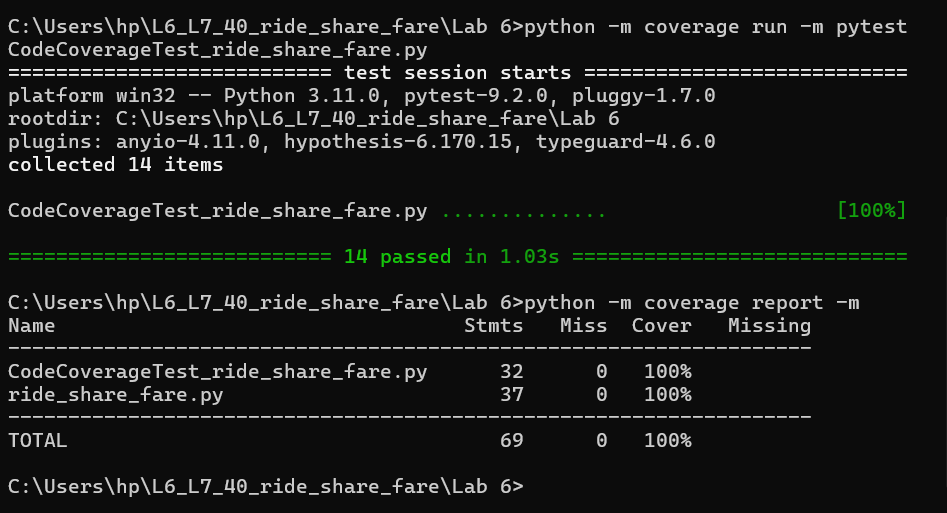 C:\Users\hp\L6_L7_40_ride_share_fare\Lab 6>python -m coverage run -m pytest
CodeCoverageTest_ride_share_fare.py
=========================== test session starts ===========================
platform win32 -- Python 3.11.0, pytest-9.2.0, pluggy-1.7.0
rootdir: C:\Users\hp\L6_L7_40_ride_share_fare\Lab 6
plugins: anyio-4.11.0, hypothesis-6.170.15, typeguard-4.6.0
collected 14 items
CodeCoverageTest_ride_share_fare.py ..............                   [100%]
=========================== 14 passed in 1.03s ============================
C:\Users\hp\L6_L7_40_ride_share_fare\Lab 6>python -m coverage report -m
Name                                  Stmts   Miss  Cover   Missing
-------------------------------------------------------------------
CodeCoverageTest_ride_share_fare.py      32      0   100%
ride_share_fare.py                       37      0   100%
-------------------------------------------------------------------
TOTAL                                    69      0   100%
C:\Users\hp\L6_L7_40_ride_share_fare\Lab 6>